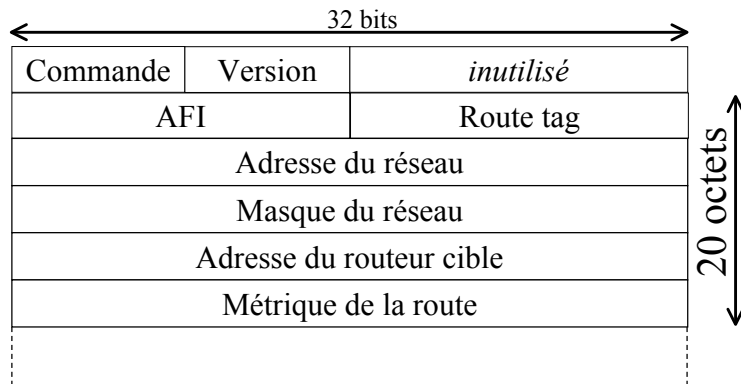 32 bits
Commande Version inutilisé
AFI Route tag
Adresse du réseau
Masque du réseau
Adresse du routeur cible
Métrique de la route
20 octets